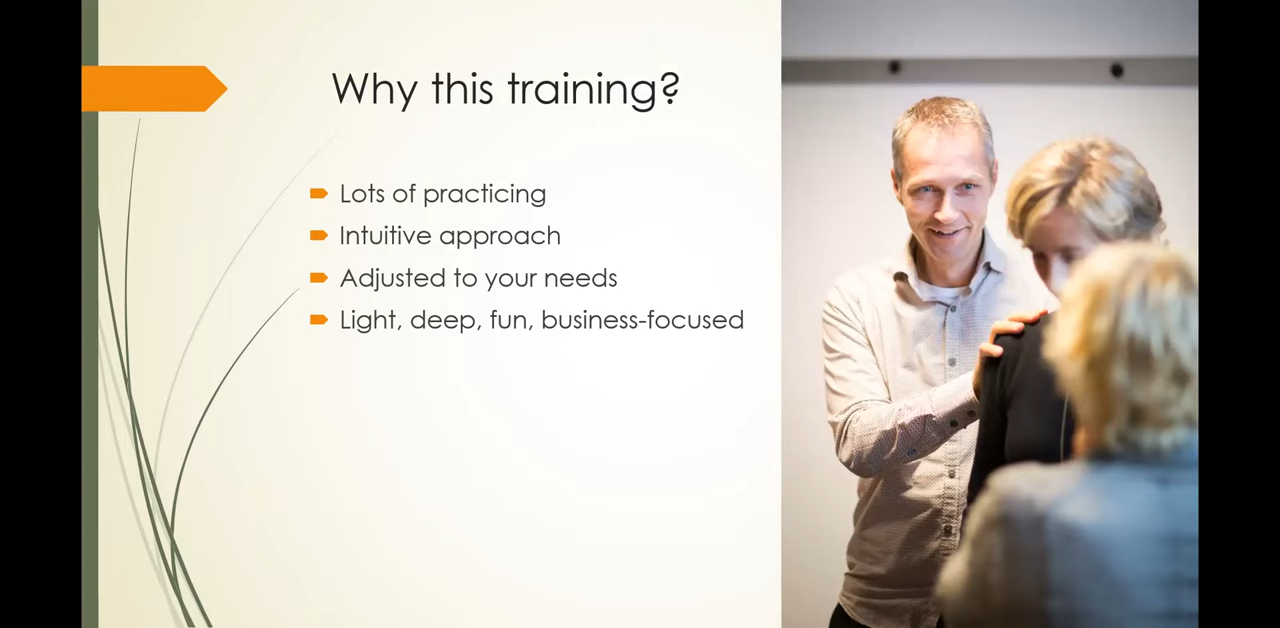 Why this training?
Lots of practicing
Intuitive approach
Adjusted to your needs
Light, deep, fun, business-focused